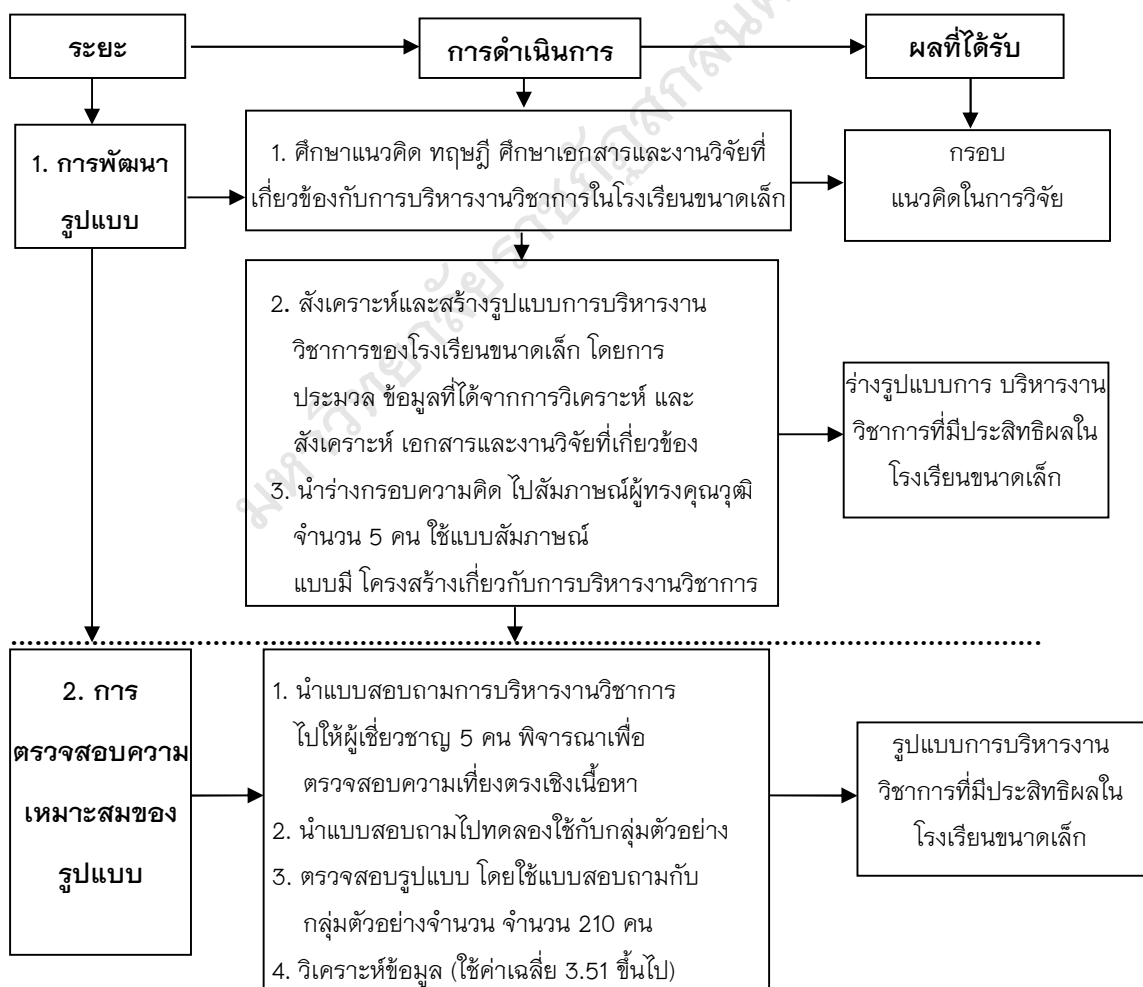 ระยะ
การดำเนินการ
ผลที่ได้รับ
1. การพัฒนา
รูปแบบ
1. ศึกษาแนวคิด ทฤษฎี ศึกษาเอกสารและงานวิจัยที่
เกี่ยวข้องกับการบริหารงานวิชาการในโรงเรียนขนาดเล็ก
กรอบ
แนวคิดในการวิจัย
2. สังเคราะห์และสร้างรูปแบบการบริหารงาน
วิชาการของโรงเรียนขนาดเล็ก โดยการ
ประมวล ข้อมูลที่ได้จากการวิเคราะห์ และ
สังเคราะห์ เอกสารและงานวิจัยที่เกี่ยวข้อง
3. นำร่างกรอบความคิด ไปสัมภาษณ์ผู้ทรงคุณวุฒิ
จำนวน 5 คน ใช้แบบสัมภาษณ์
แบบมี โครงสร้างเกี่ยวกับการบริหารงานวิชาการ
ร่างรูปแบบการ บริหารงาน
วิชาการที่มีประสิทธิผลใน
โรงเรียนขนาดเล็ก
2. การ
ตรวจสอบความ
เหมาะสมของ
รูปแบบ
1. นำแบบสอบถามการบริหารงานวิชาการ
ไปให้ผู้เชี่ยวชาญ 5 คน พิจารณาเพื่อ
ตรวจสอบความเที่ยงตรงเชิงเนื้อหา
2. นำแบบสอบถามไปทดลองใช้กับกลุ่มตัวอย่าง
3. ตรวจสอบรูปแบบ โดยใช้แบบสอบถามกับ
กลุ่มตัวอย่างจำนวน จำนวน 210 คน
4. วิเคราะห์ข้อมูล (ใช้ค่าเฉลี่ย 3.51 ขึ้นไป)
รูปแบบการบริหารงาน
วิชาการที่มีประสิทธิผลใน
โรงเรียนขนาดเล็ก